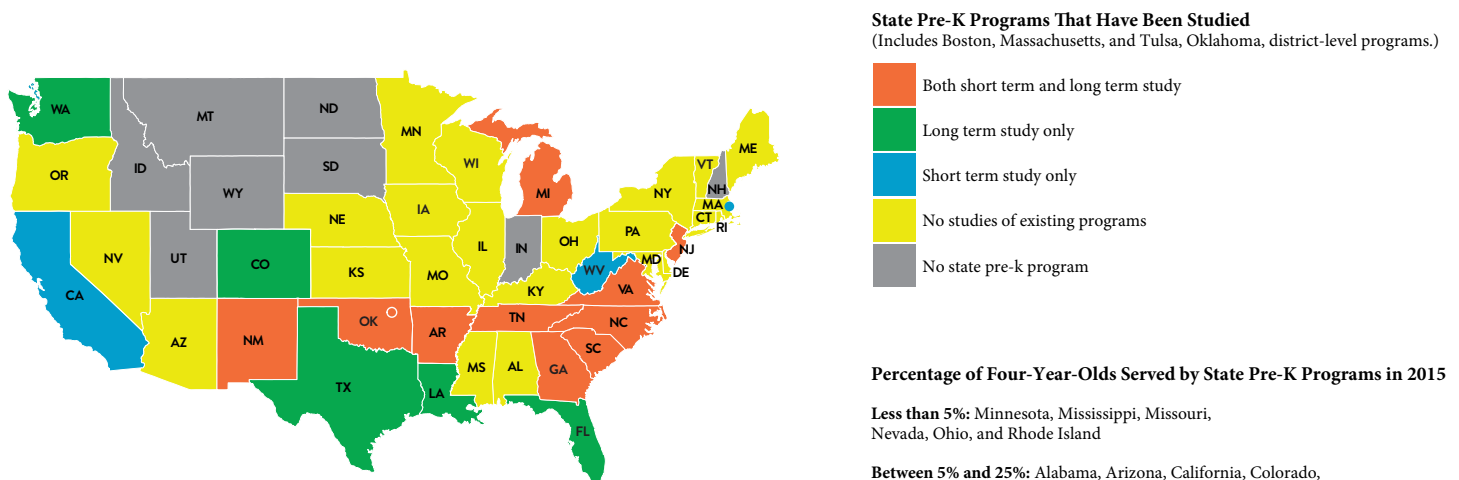 State Pre-K Programs That Have Been Studied
(Includes Boston, Massachusetts, and Tulsa, Oklahoma, district-level programs.)
Both short term and long term study
Long term study only
Short term study only
No studies of existing programs
No state pre-k program
WA
MT
ND
MN
OR
ID
SD
WI
MI
WY
NY
VT
NH
ME
MA
CT
RI
NE
IA
PA
NV
UT
CO
KS
IL
IN
OH
NJ
MD
DE
CA
MO
WV
VA
KY
AZ
NM
OK
AR
TN
NC
SC
TX
LA
MS
AL
GA
FL
Percentage of Four-Year-Olds Served by State Pre-K Programs in 2015
Less than 5%: Minnesota, Mississippi, Missouri,
Nevada, Ohio, and Rhode Island
Between 5% and 25%: Alabama, Arizona, California, Colorado,